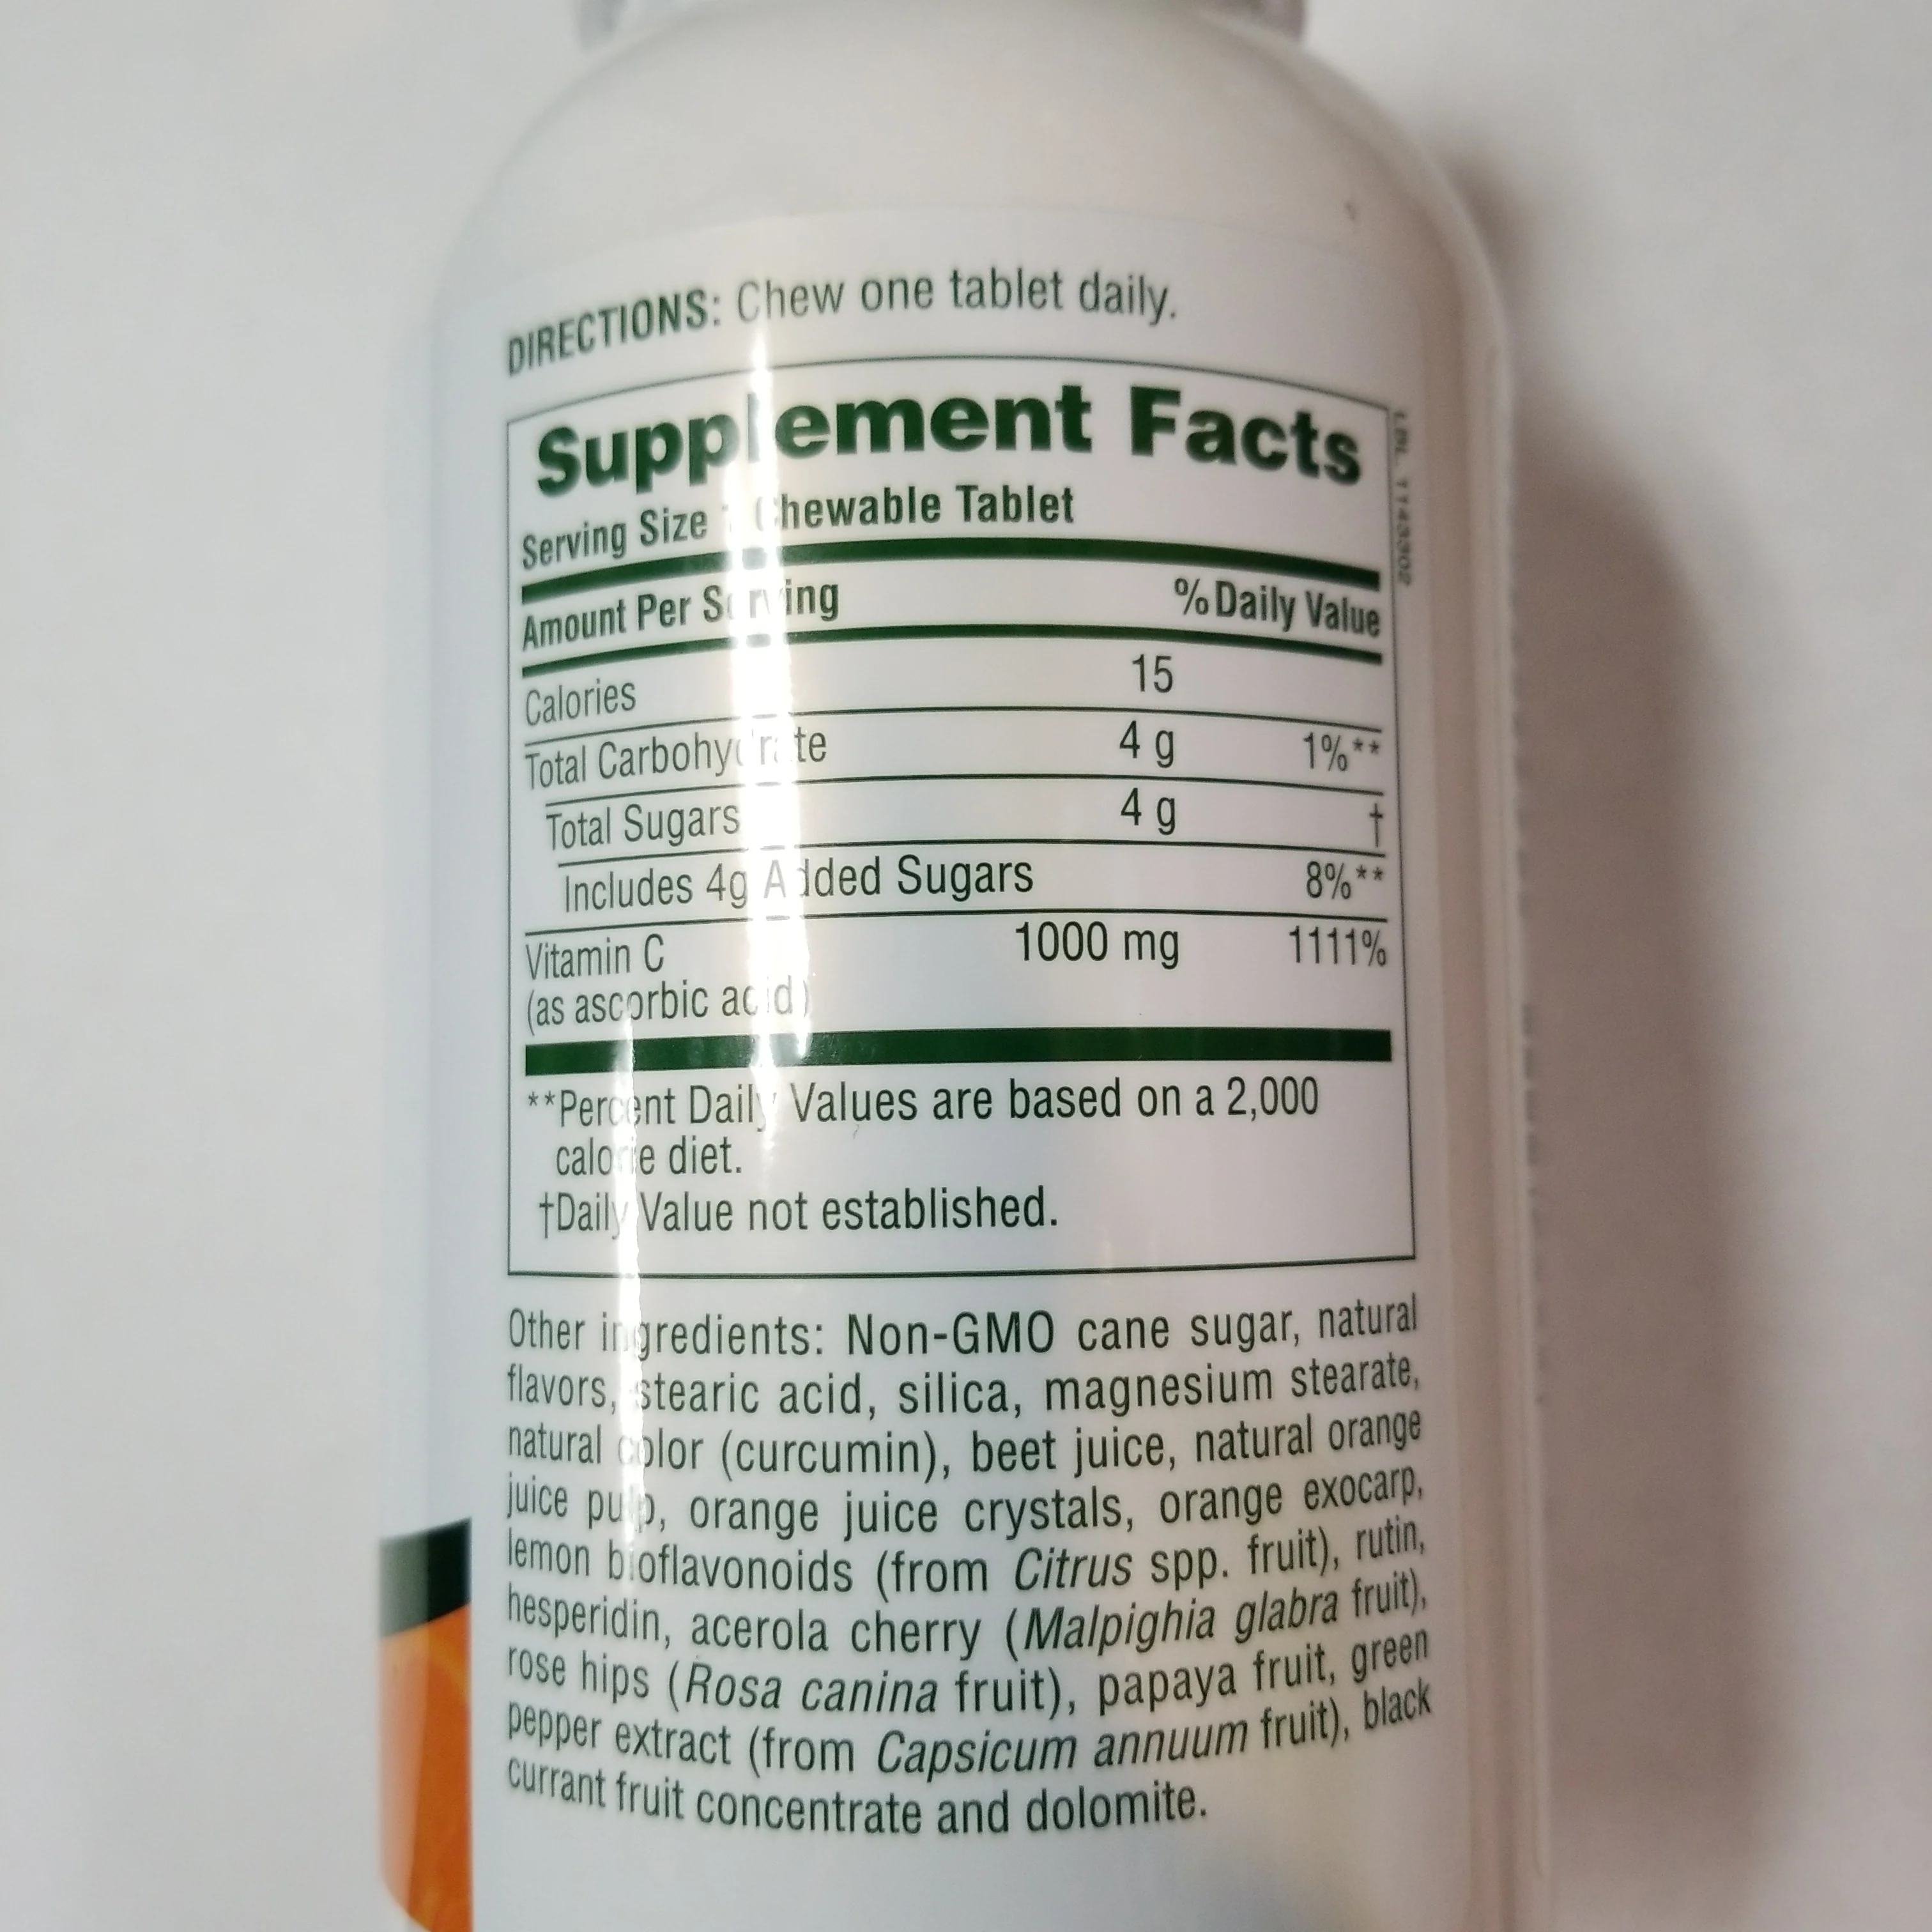 DIRECTIONS: Chew one tablet daily.
Supplement Facts
Serving Size 1 Chewable Tablet
Amount Per Serving % Daily Value
Calories 15
Total Carbohydrate 4 g 1%**
Total Sugars 4 g †
Includes 4g Added Sugars 8%**
Vitamin C 1000 mg 1111%
(as ascorbic acid)
**Percent Daily Values are based on a 2,000
calorie diet.
†Daily Value not established.
Other ingredients: Non-GMO cane sugar, natural
flavors, stearic acid, silica, magnesium stearate,
natural color (curcumin), beet juice, natural orange
juice pulp, orange juice crystals, orange exocarp,
lemon bioflavonoids (from Citrus spp. fruit), rutin,
hesperidin, acerola cherry (Malpighia glabra fruit),
rose hips (Rosa canina fruit), papaya fruit, green
pepper extract (from Capsicum annuum fruit), black
currant fruit concentrate and dolomite.
LBL 1143302